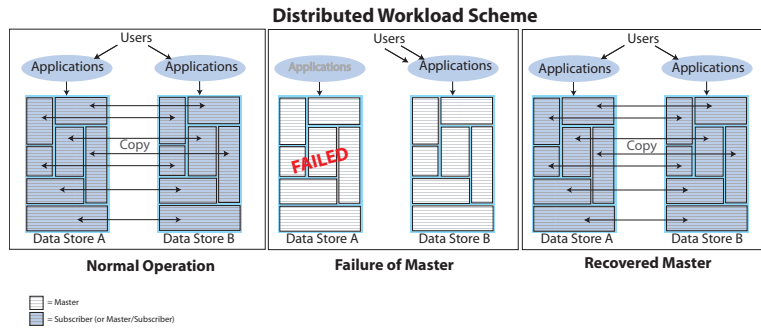 Distributed Workload Scheme
Users
Applications
Applications
Copy
Data Store A
Data Store B
Normal Operation
Users
Applications
Applications
FAILED
Data Store A
Data Store B
Failure of Master
Users
Applications
Applications
Copy
Data Store A
Data Store B
Recovered Master
= Master
= Subscriber (or Master/Subscriber)